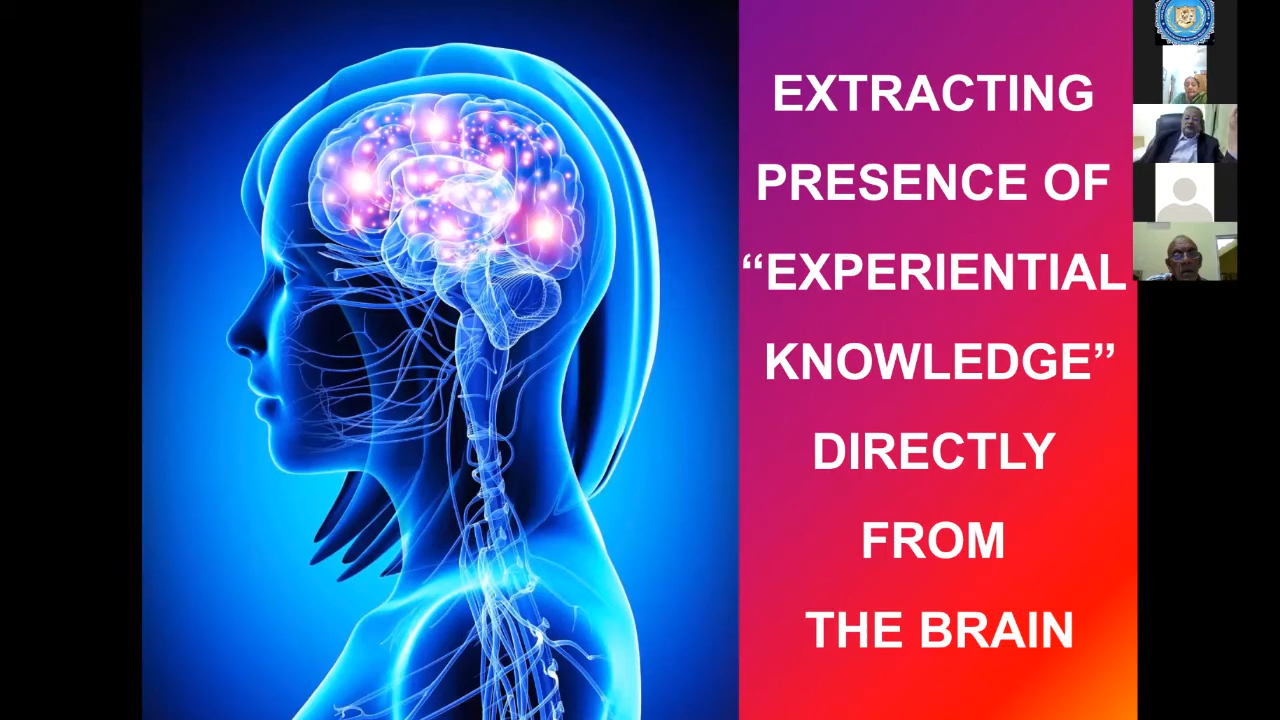 EXTRACTING
PRESENCE OF
“EXPERIENTIAL
KNOWLEDGE”
DIRECTLY
FROM
THE BRAIN